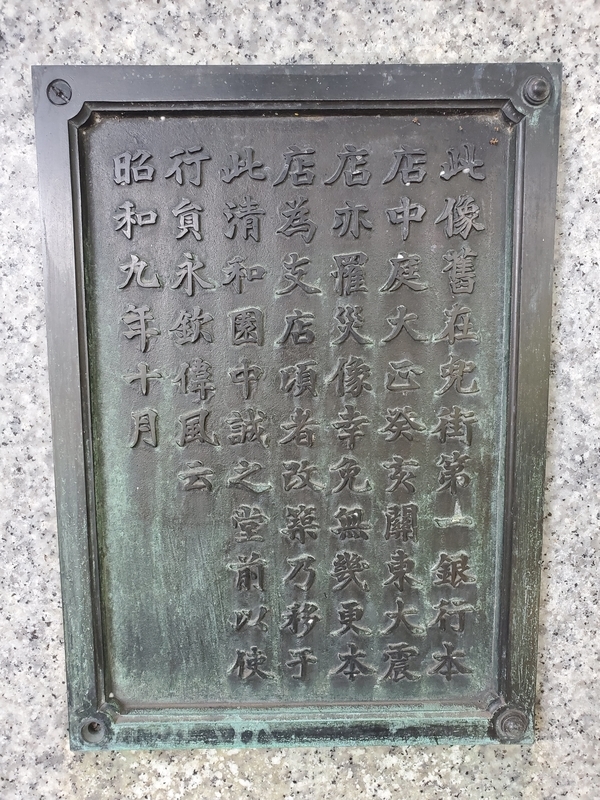 此像舊在兜街第一銀行本
店中庭大正癸亥關東大震
店亦罹災像幸免無幾更本
店為支店頃者改築乃移于
此清和園中誠之堂前以使
行員永欽偉風云
昭和九年十月